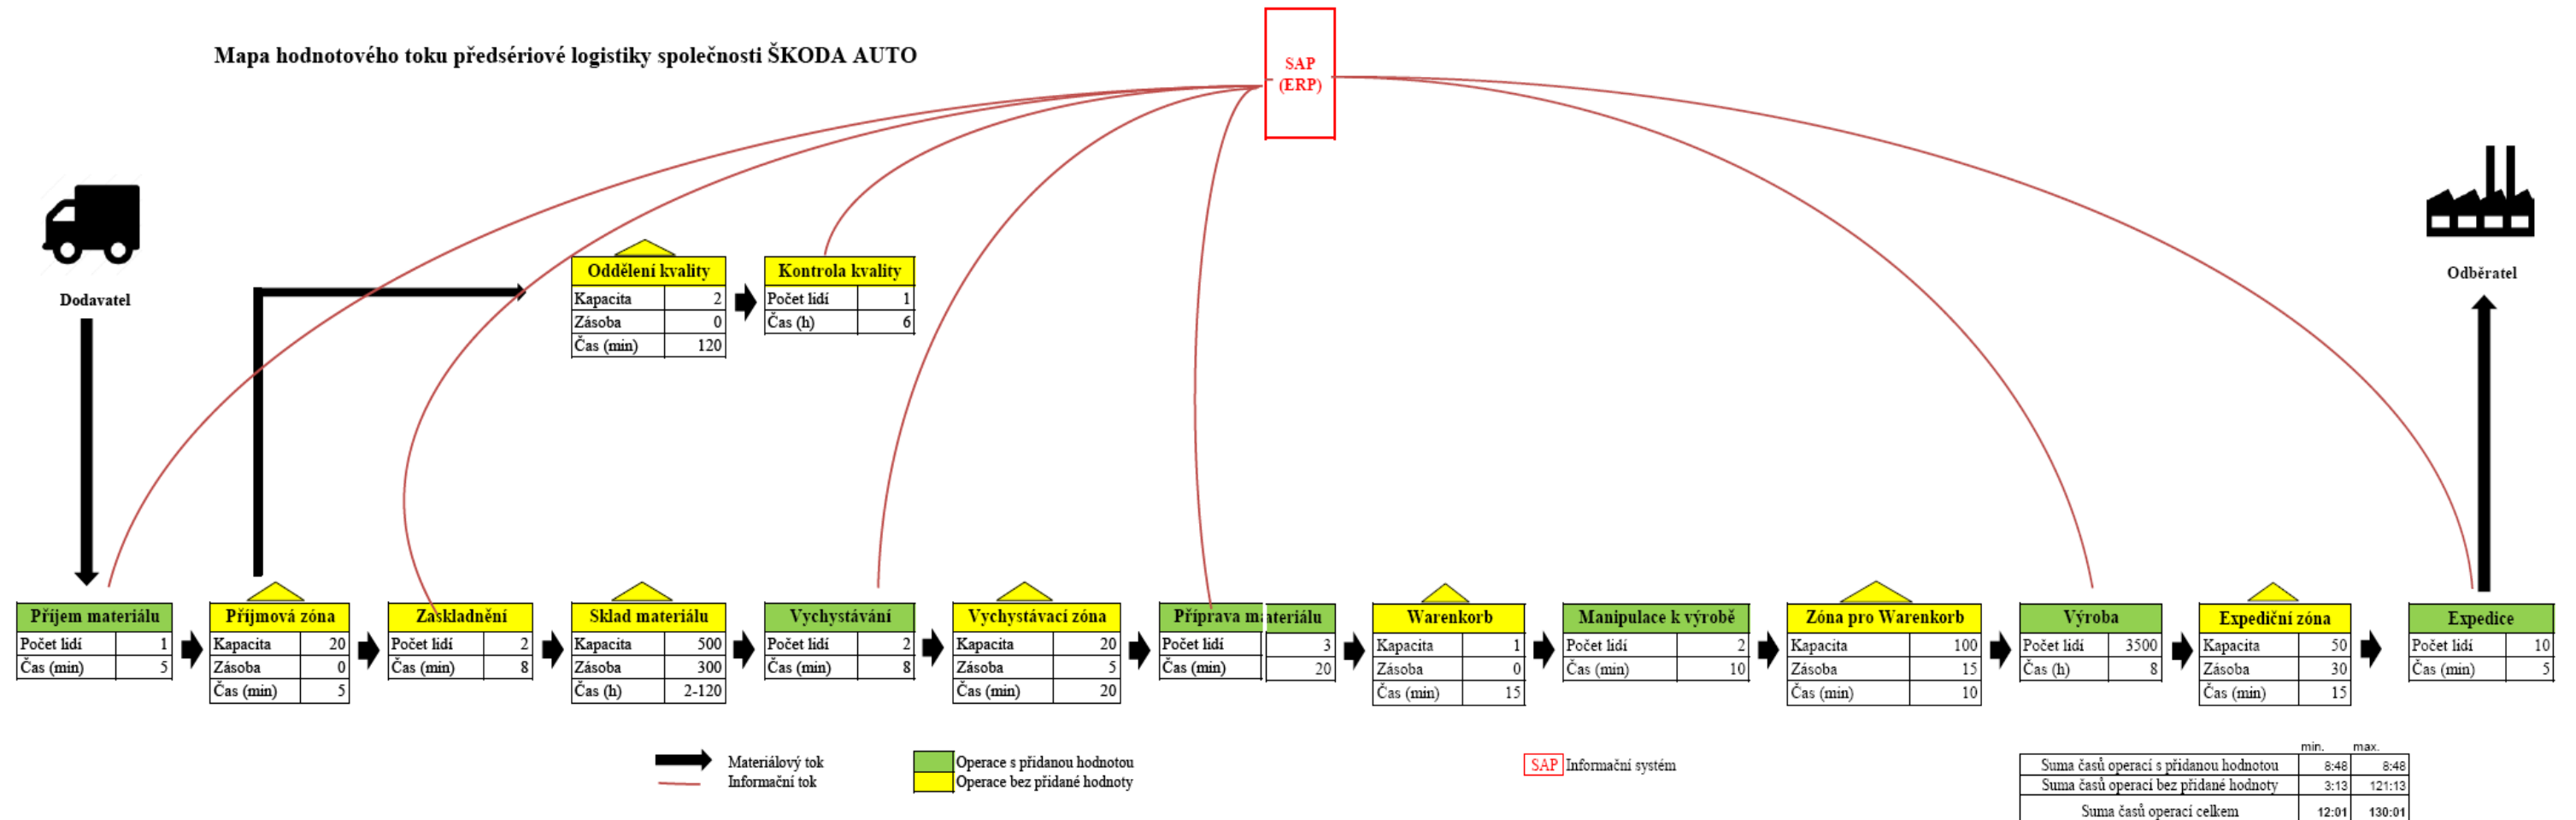 Mapa hodnotového toku předsériové logistiky společnosti ŠKODA AUTO
SAP
(ERP)
Dodavatel
Odběratel
Oddělení kvality
Kapacita 2
Zásoba 0
Čas (min) 120
Kontrola kvality
Počet lidí 1
Čas (h) 6
Příjem materiálu
Počet lidí 1
Čas (min) 5
Příjmová zóna
Kapacita 20
Zásoba 0
Čas (min) 5
Zaskladnění
Počet lidí 2
Čas (min) 8
Sklad materiálu
Kapacita 500
Zásoba 300
Čas (h) 2-120
Vychystávání
Počet lidí 2
Čas (min) 8
Vychystávací zóna
Kapacita 20
Zásoba 5
Čas (min) 20
Příprava materiálu
Počet lidí 3
Čas (min) 20
Warenkorb
Kapacita 1
Zásoba 0
Čas (min) 15
Manipulace k výrobě
Počet lidí 2
Čas (min) 10
Zóna pro Warenkorb
Kapacita 100
Zásoba 15
Čas (min) 10
Výroba
Počet lidí 3500
Čas (h) 8
Expediční zóna
Kapacita 50
Zásoba 30
Čas (min) 15
Expedice
Počet lidí 10
Čas (min) 5
Materiálový tok
Informační tok
Operace s přidanou hodnotou
Operace bez přidané hodnoty
SAP Informační systém
min. max.
Suma časů operací s přidanou hodnotou 8:48 8:48
Suma časů operací bez přidané hodnoty 3:13 121:13
Suma časů operací celkem 12:01 130:01